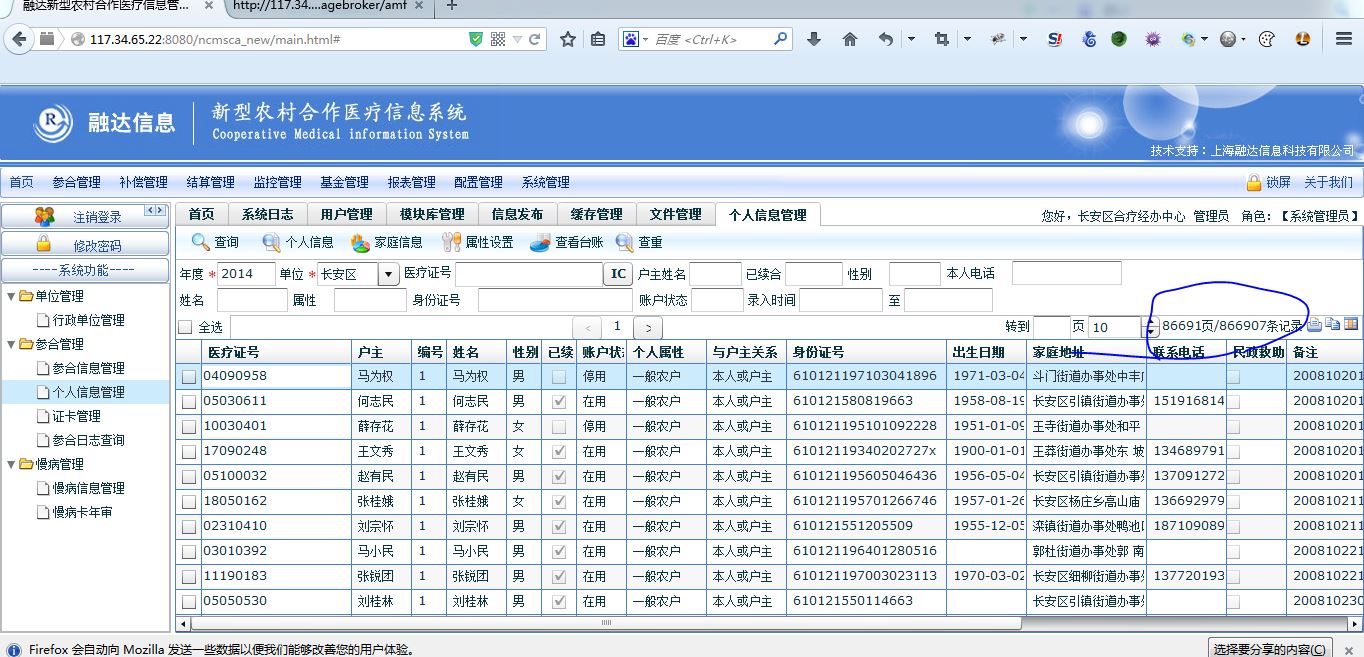 融达新型农村合作医疗信息管... × http://117.34....agebroker/amf × +
117.34.65.22:8080/ncmsca_new/main.html# 百度 <Ctrl+K>
R 融达信息 新型农村合作医疗信息系统
Cooperative Medical information System
技术支持：上海融达信息科技有限公司
首页 参合管理 补偿管理 结算管理 监控管理 基金管理 报表管理 配置管理 系统管理 锁屏 关于我们
注销登录
修改密码
----系统功能----
单位管理
行政单位管理
参合管理
参合信息管理
个人信息管理
证卡管理
参合日志查询
慢病管理
慢病信息管理
慢病卡年审
首页 系统日志 用户管理 模块库管理 信息发布 缓存管理 文件管理 个人信息管理 您好，长安区合疗经办中心 管理员 角色：【系统管理员】
查询 个人信息 家庭信息 属性设置 查看台账 查重
年度 * 2014 单位 * 长安区 医疗证号 IC 户主姓名 已续合 性别 本人电话
姓名 属性 身份证号 账户状态 录入时间 至
全选 < 1 > 转到 页 10 86691页/866907条记录
医疗证号 户主 编号 姓名 性别 已续 账户状 个人属性 与户主关系 身份证号 出生日期 家庭地址 联系电话 民政救助 备注
04090958 马为权 1 马为权 男 停用 一般农户 本人或户主 610121197103041896 1971-03-04 斗门街道办事处中丰 200810201
05030611 何志民 1 何志民 男 在用 一般农户 本人或户主 610121580819663 1958-08-19 长安区引镇街道办事 151916814 200810201
10030401 薛存花 1 薛存花 女 停用 一般农户 本人或户主 610121195101092228 1951-01-09 王寺街道办事处和平 200810201
17090248 王文秀 1 王文秀 女 在用 一般农户 本人或户主 61012119340202727x 1900-01-01 王莽街道办事处东 坡 134689791 200810201
05100032 赵有民 1 赵有民 男 在用 一般农户 本人或户主 610121195605046436 1956-05-04 长安区引镇街道办事 137091272 200810201
18050162 张桂娥 1 张桂娥 女 在用 一般农户 本人或户主 610121195701266746 1957-01-26 长安区杨庄乡高山庙 136692979 200810211
02310410 刘宗怀 1 刘宗怀 男 在用 一般农户 本人或户主 610121551205509 1955-12-05 滦镇街道办事处鸭池 187109089 200810211
03010392 马小民 1 马小民 男 在用 一般农户 本人或户主 610121196401280516 郭杜街道办事处郭 南 200810221
11190183 张锐团 1 张锐团 男 在用 一般农户 本人或户主 610121197003023113 1970-03-02 长安区细柳街道办事 137720193 200810221
05050530 刘桂林 1 刘桂林 男 在用 一般农户 本人或户主 610121550114663 长安区引镇街道办事 200810230
Firefox 会自动向 Mozilla 发送一些数据以便我们能够改善您的用户体验。 选择要分享的内容(C) ×